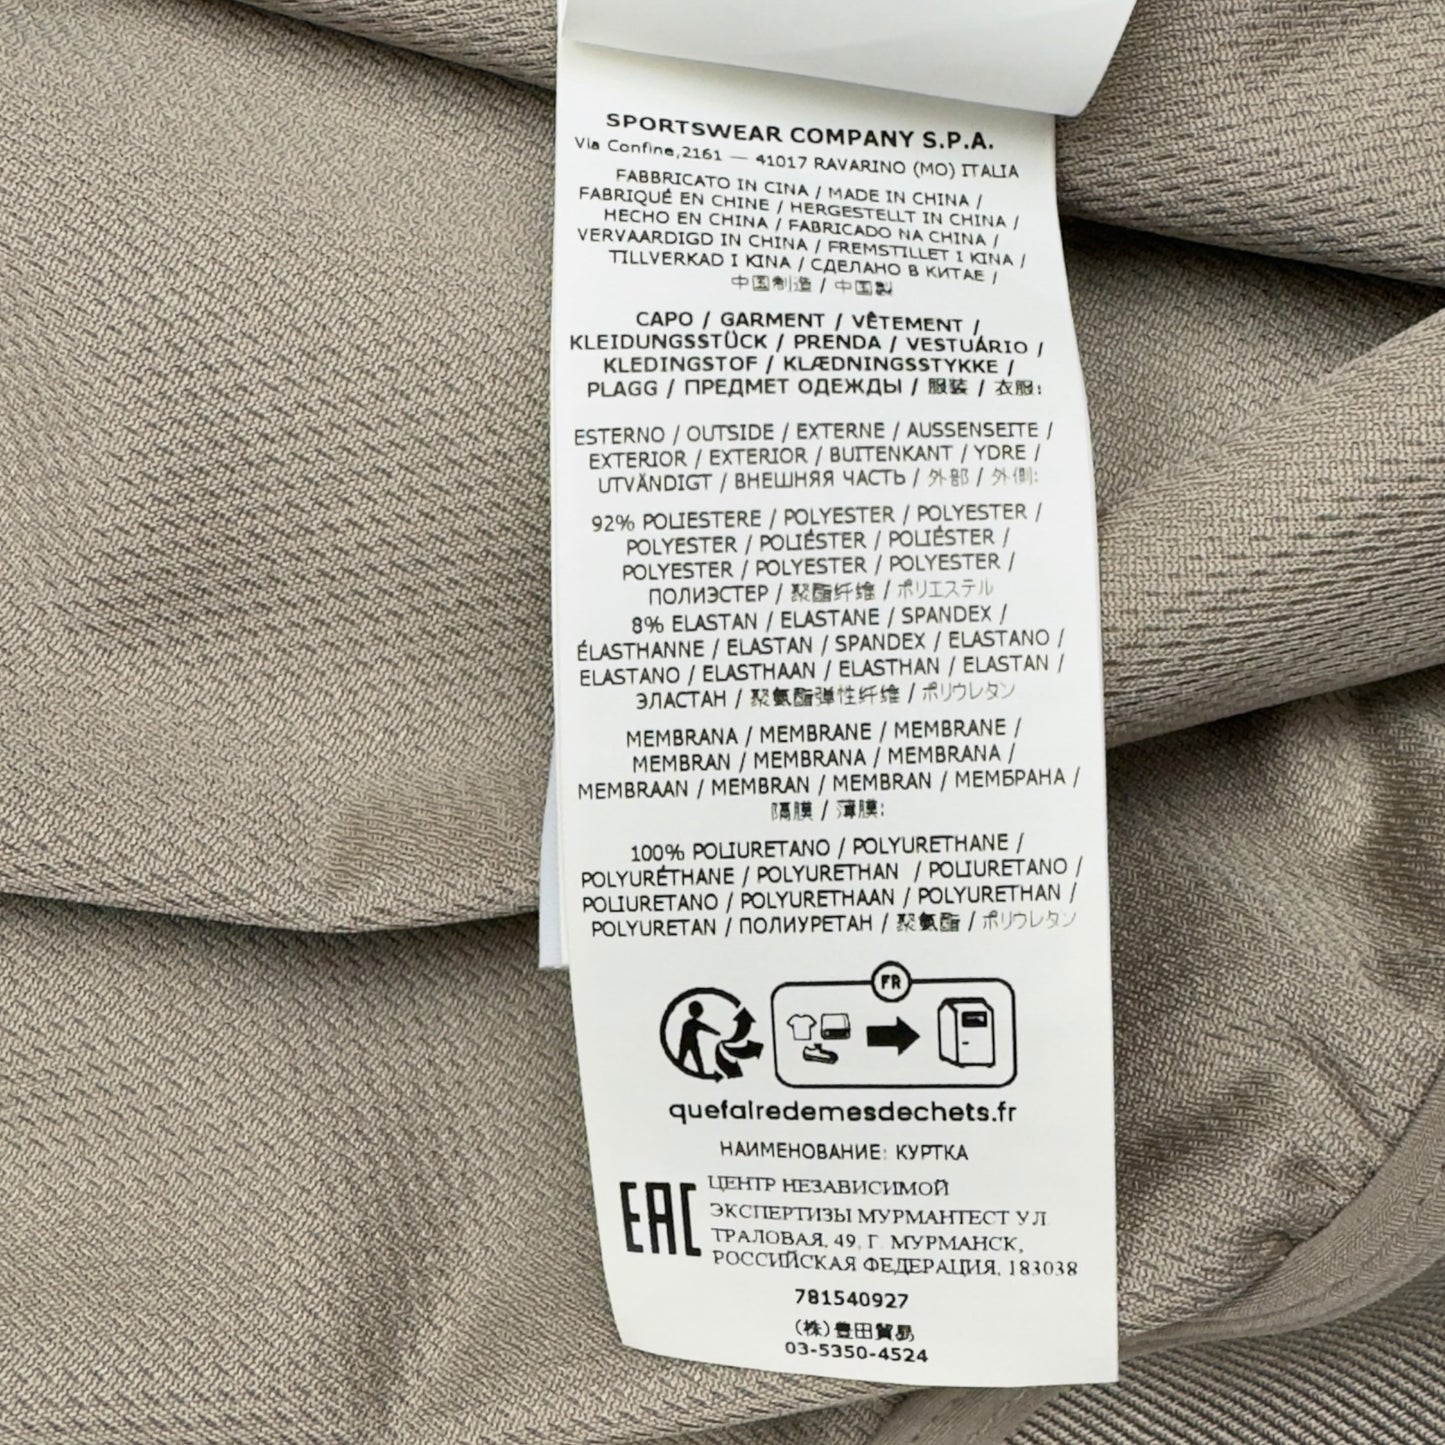 SPORTSWEAR COMPANY S.P.A.
Via Confine,2161 — 41017 RAVARINO (MO) ITALIA
FABBRICATO IN CINA / MADE IN CHINA /
FABRIQUÉ EN CHINE / HERGESTELLT IN CHINA /
HECHO EN CHINA / FABRICADO NA CHINA /
VERVAARDIGD IN CHINA / FREMSTILLET I KINA /
TILLVERKAD I KINA / СДЕЛАНО В КИТАЕ /
中国制造 / 中国製
CAPO / GARMENT / VÊTEMENT /
KLEIDUNGSSTÜCK / PRENDA / VESTUÁRIO /
KLEDINGSTOF / KLÆDNINGSSTYKKE /
PLAGG / ПРЕДМЕТ ОДЕЖДЫ / 服装 / 衣服:
ESTERNO / OUTSIDE / EXTERNE / AUSSENSEITE /
EXTERIOR / EXTERIOR / BUITENKANT / YDRE /
UTVÄNDIGT / ВНЕШНЯЯ ЧАСТЬ / 外部 / 外側:
92% POLIESTERE / POLYESTER / POLYESTER /
POLYESTER / POLIÉSTER / POLIÉSTER /
POLYESTER / POLYESTER / POLYESTER /
ПОЛИЭСТЕР / 聚酯纤维 / ポリエステル
8% ELASTAN / ELASTANE / SPANDEX /
ÉLASTHANNE / ELASTAN / SPANDEX / ELASTANO /
ELASTANO / ELASTHAAN / ELASTHAN / ELASTAN /
ЭЛАСТАН / 聚氨酯弹性纤维 / ポリウレタン
MEMBRANA / MEMBRANE / MEMBRANE /
MEMBRAN / MEMBRANA / MEMBRANA /
MEMBRAAN / MEMBRAN / MEMBRAN / МЕМБРАНА /
隔膜 / 薄膜:
100% POLIURETANO / POLYURETHANE /
POLYURÉTHANE / POLYURETHAN / POLIURETANO /
POLIURETANO / POLYURETHAAN / POLYURETHAN /
POLYURETAN / ПОЛИУРЕТАН / 聚氨酯 / ポリウレタン
FR
quefairedemesdechets.fr
НАИМЕНОВАНИЕ: КУРТКА
EAC
ЦЕНТР НЕЗАВИСИМОЙ
ЭКСПЕРТИЗЫ МУРМАНТЕСТ УЛ.
ТРАЛОВАЯ, 49, Г. МУРМАНСК,
РОССИЙСКАЯ ФЕДЕРАЦИЯ, 183038
781540927
(株)豊田貿易
03-5350-4524